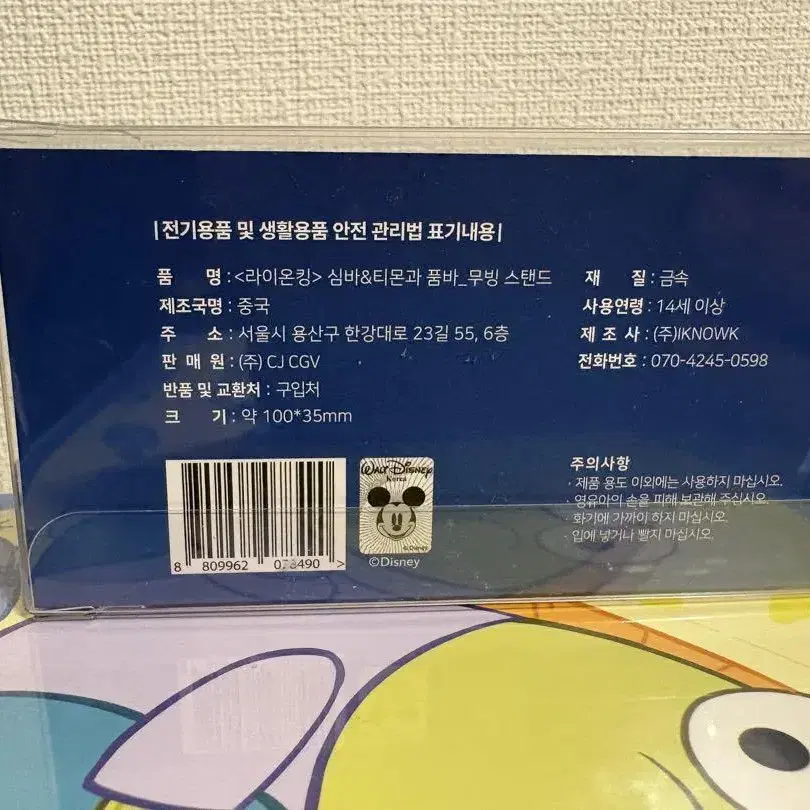 |전기용품 및 생활용품 안전 관리법 표기내용|
품 명 : <라이온킹> 심바&티몬과 품바_무빙 스탠드
제조국명 : 중국
주 소 : 서울시 용산구 한강대로 23길 55, 6층
판 매 원 : (주) CJ CGV
반품 및 교환처 : 구입처
크 기 : 약 100*35mm
재 질 : 금속
사용연령 : 14세 이상
제 조 사 : (주)IKNOWK
전화번호 : 070-4245-0598
8 809962 078490 >
WALT DISNEY
Korea
©Disney
©Disney
주의사항
· 제품 용도 이외에는 사용하지 마십시오.
· 영유아의 손을 피해 보관해 주십시오.
화기에 가까이 하지 마십시오.
입에 넣거나 빨지 마십시오.